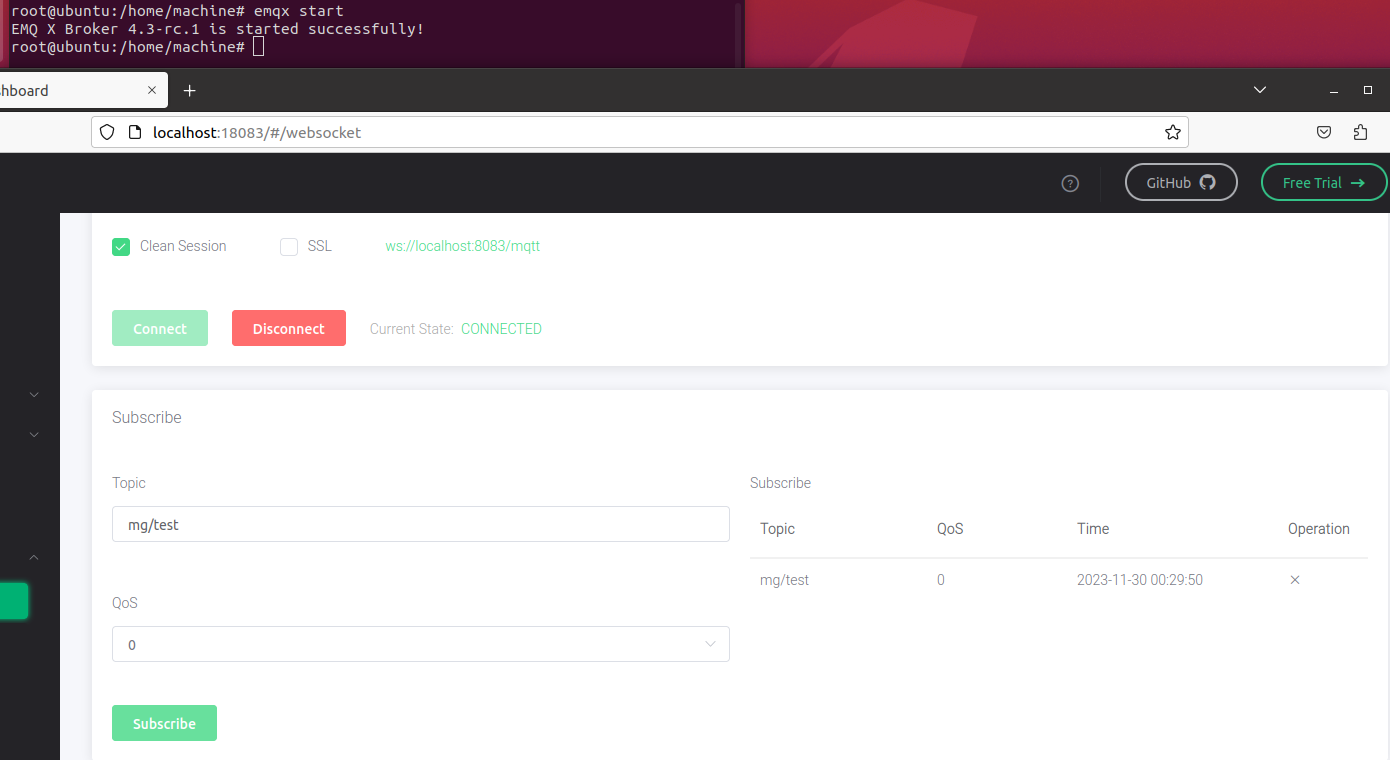 root@ubuntu:/home/machine# emqx start
EMQ X Broker 4.3-rc.1 is started successfully!
root@ubuntu:/home/machine#
hboard
localhost:18083/#/websocket
GitHub
Free Trial →
Clean Session SSL ws://localhost:8083/mqtt
Connect Disconnect Current State: CONNECTED
Subscribe
Topic
mg/test
QoS
0
Subscribe
Subscribe
Topic QoS Time Operation
mg/test 0 2023-11-30 00:29:50